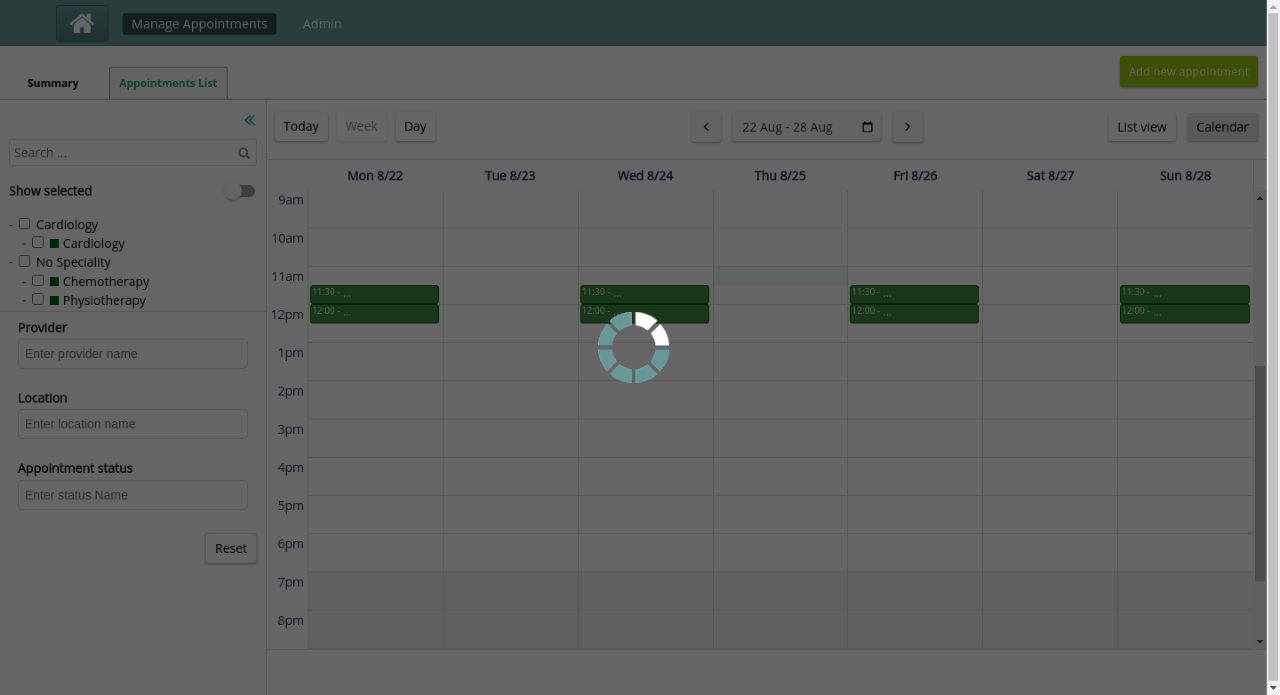 Manage Appointments Admin
Summary Appointments List Add new appointment
Today Week Day 22 Aug - 28 Aug List view Calendar
Search ...
Show selected
- Cardiology
- Cardiology
- No Speciality
- Chemotherapy
- Physiotherapy
Provider
Enter provider name
Location
Enter location name
Appointment status
Enter status Name
Reset
Mon 8/22 Tue 8/23 Wed 8/24 Thu 8/25 Fri 8/26 Sat 8/27 Sun 8/28
9am
10am
11am
11:30 - ... 11:30 - ... 11:30 - ... 11:30 - ...
12pm 12:00 - ... 12:00 - 12:00 - ... 12:00 - ...
1pm
2pm
3pm
4pm
5pm
6pm
7pm
8pm